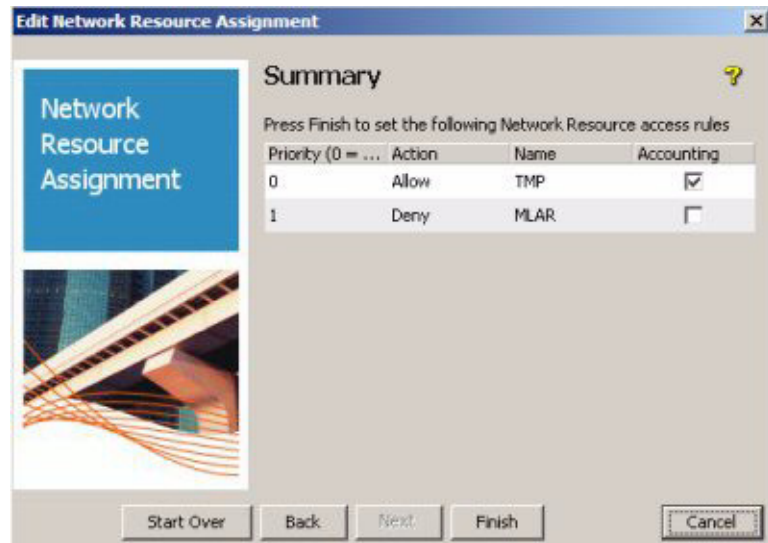 Edit Network Resource Assignment
Network
Resource
Assignment
Summary
Press Finish to set the following Network Resource access rules
Priority (0 = ... Action Name Accounting
0 Allow TMP
1 Deny MLAR
Start Over Back Next Finish Cancel